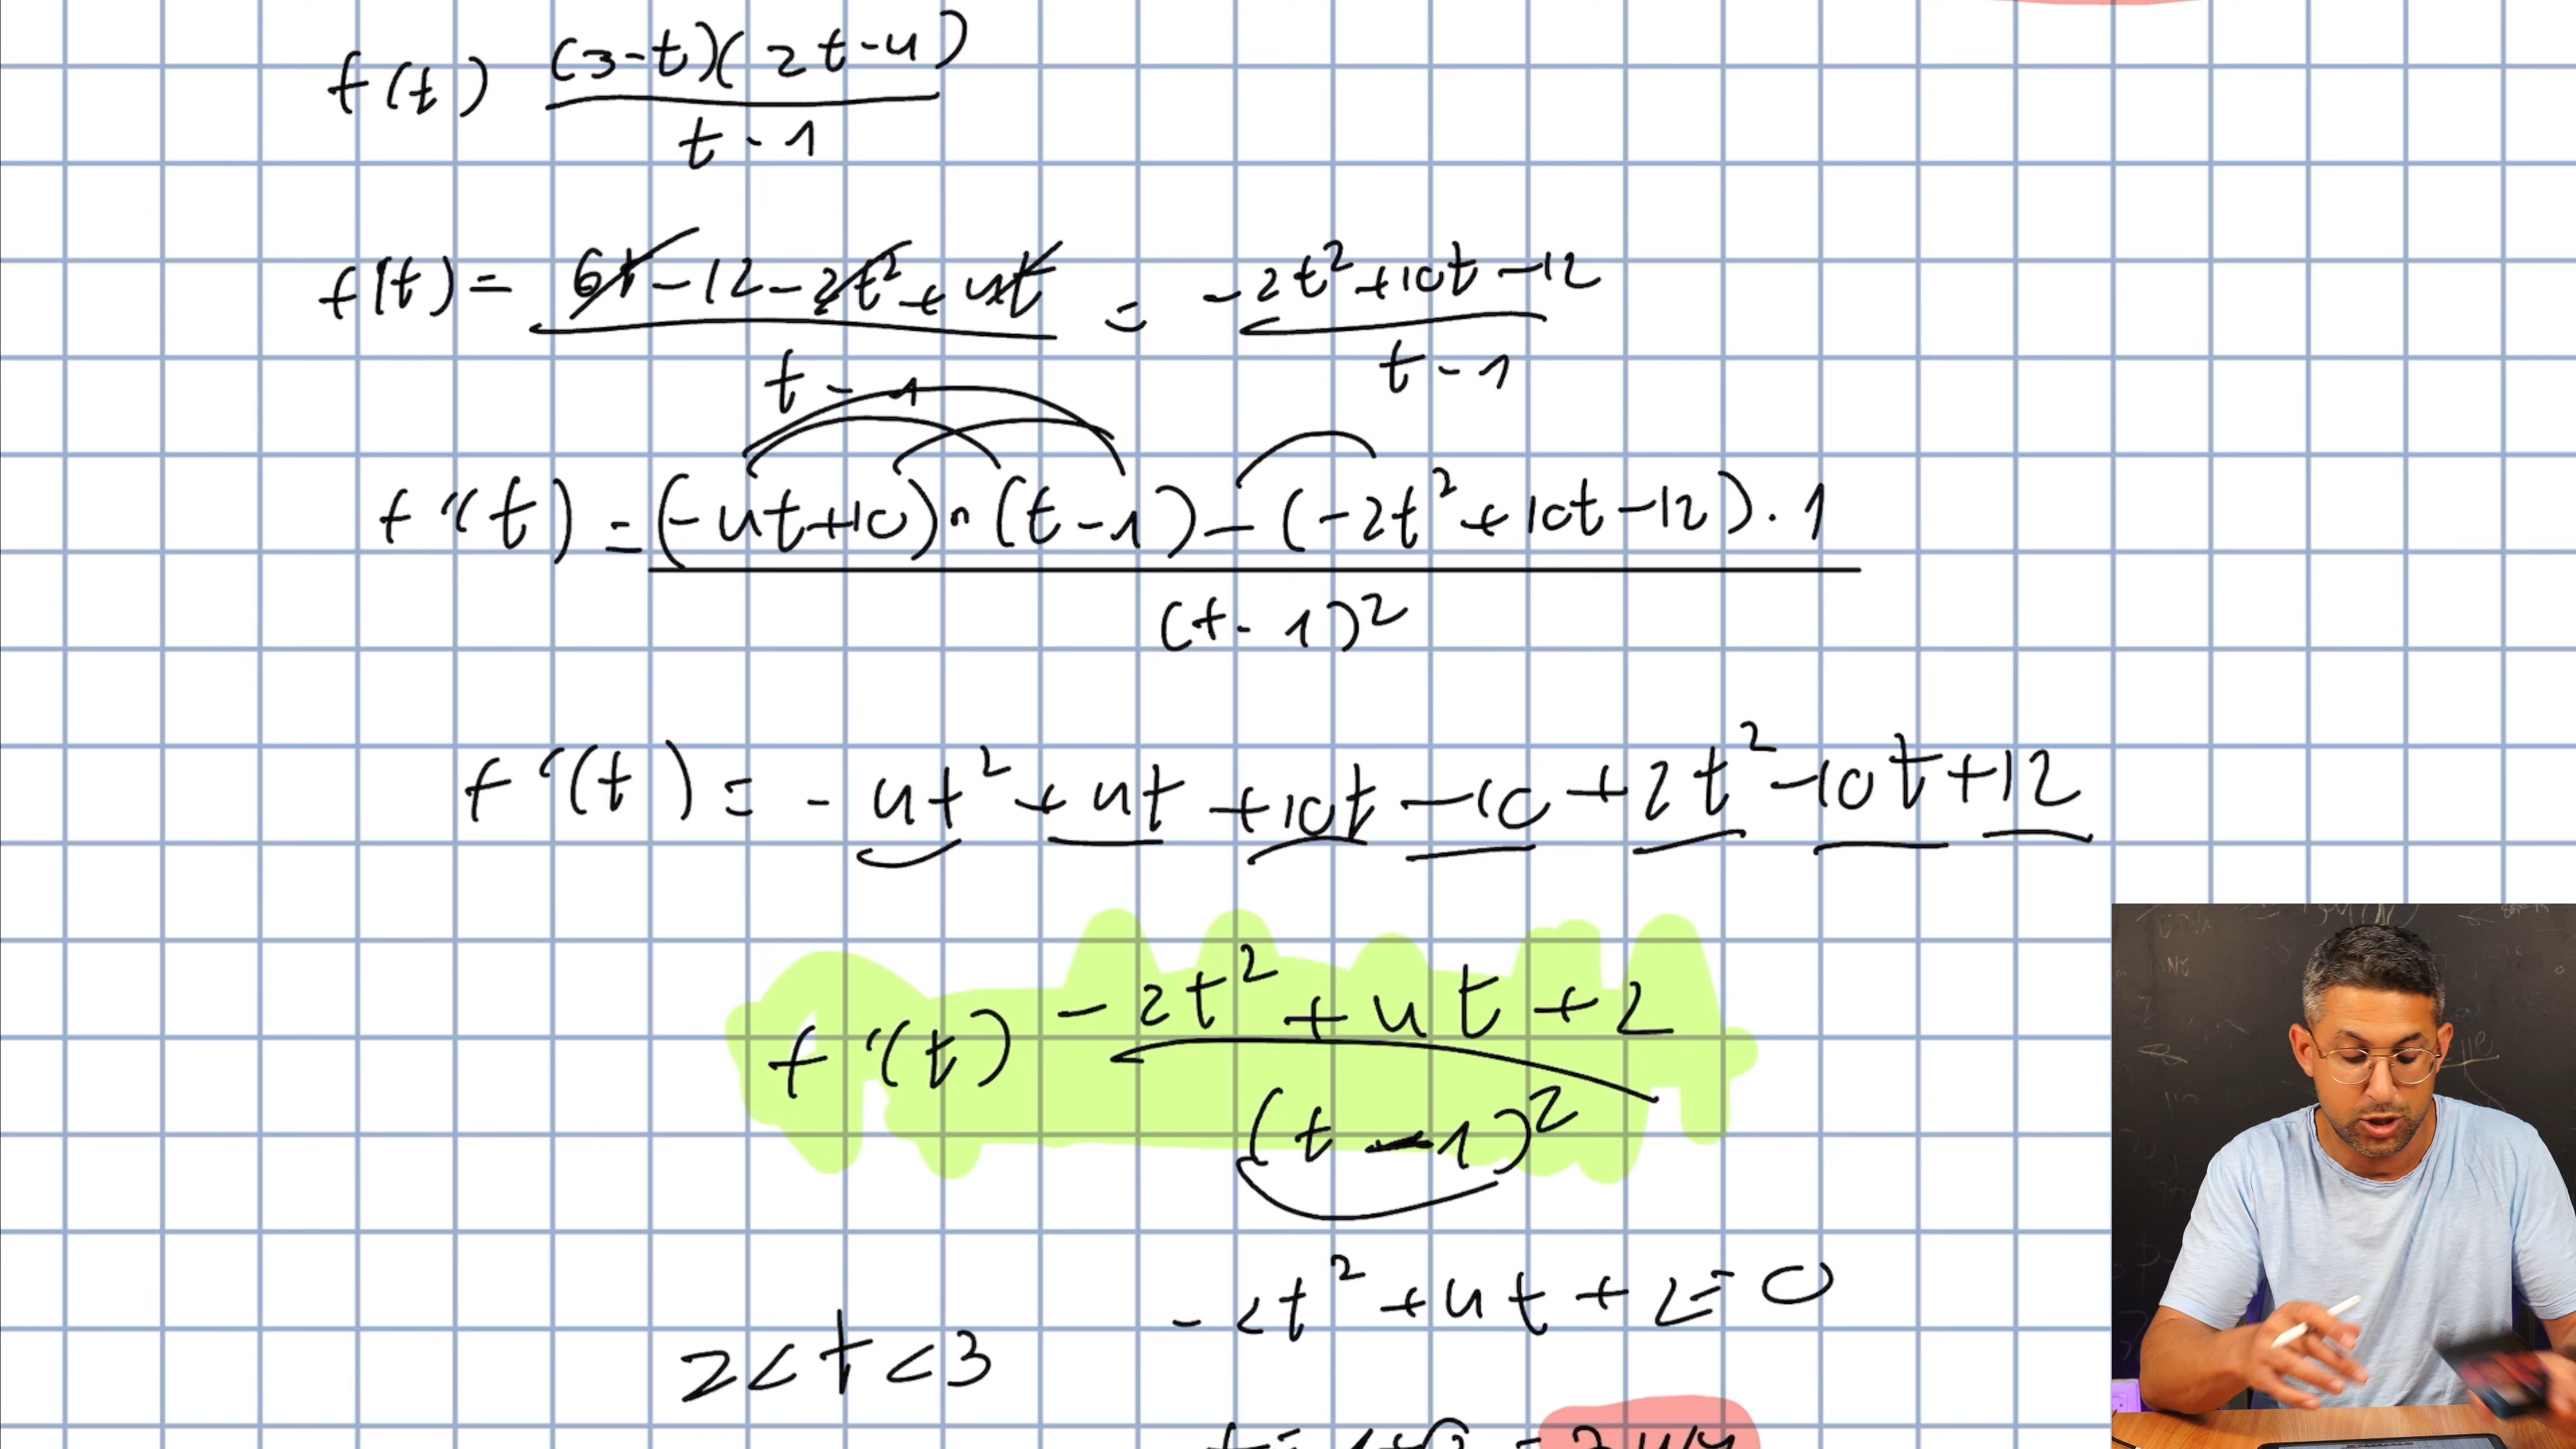 f(t) (3-t)(2t-4)
t-1
f(t) = 6t-12-2t²+4t = -2t²+10t-12
t-1 t-1
f'(t) = (-4t+10)·(t-1)-(-2t²+10t-12)·1
(t-1)²
f'(t) = -4t²+4t+10t-10+2t²-10t+12
f'(t) -2t²+4t+2
(t-1)²
-2t²+4t+2=0
2<t<3